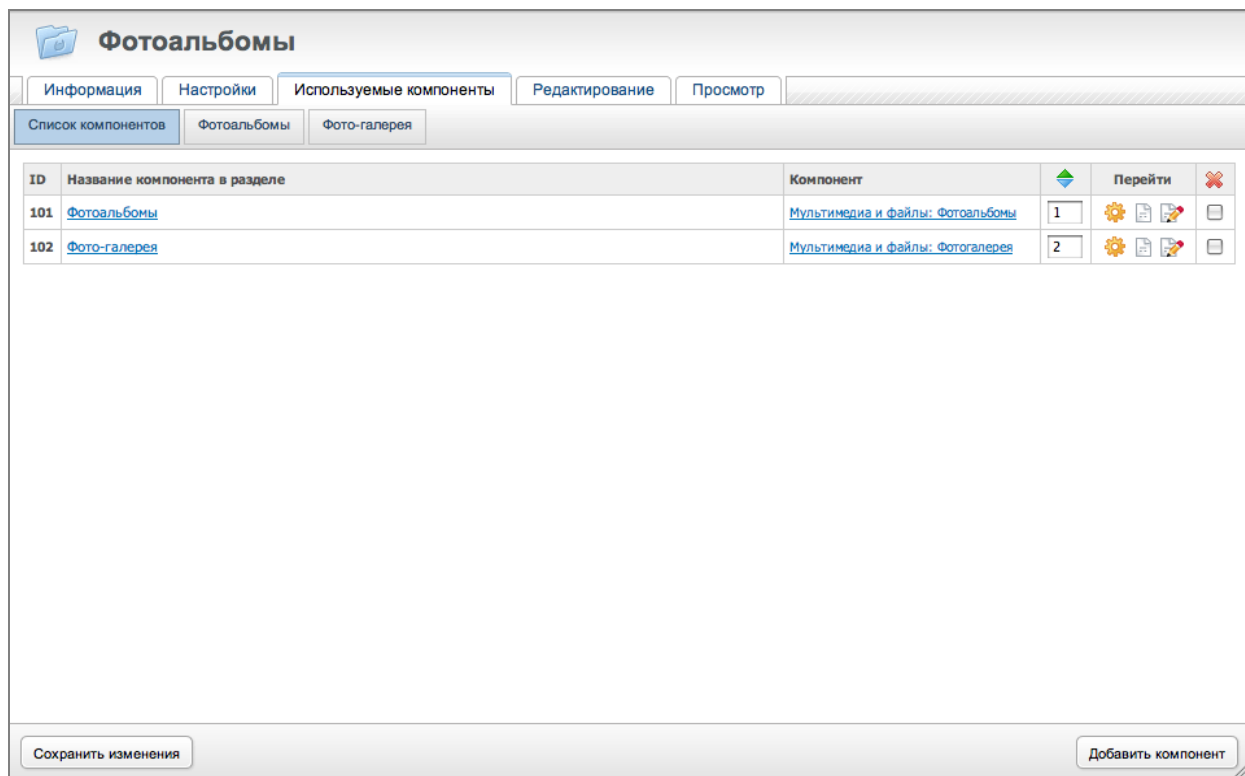 Фотоальбомы
Информация Настройки Используемые компоненты Редактирование Просмотр
Список компонентов Фотоальбомы Фото-галерея
ID Название компонента в разделе Компонент Перейти
101 Фотоальбомы Мультимедиа и файлы: Фотоальбомы 1
102 Фото-галерея Мультимедиа и файлы: Фотогалерея 2
Сохранить изменения Добавить компонент